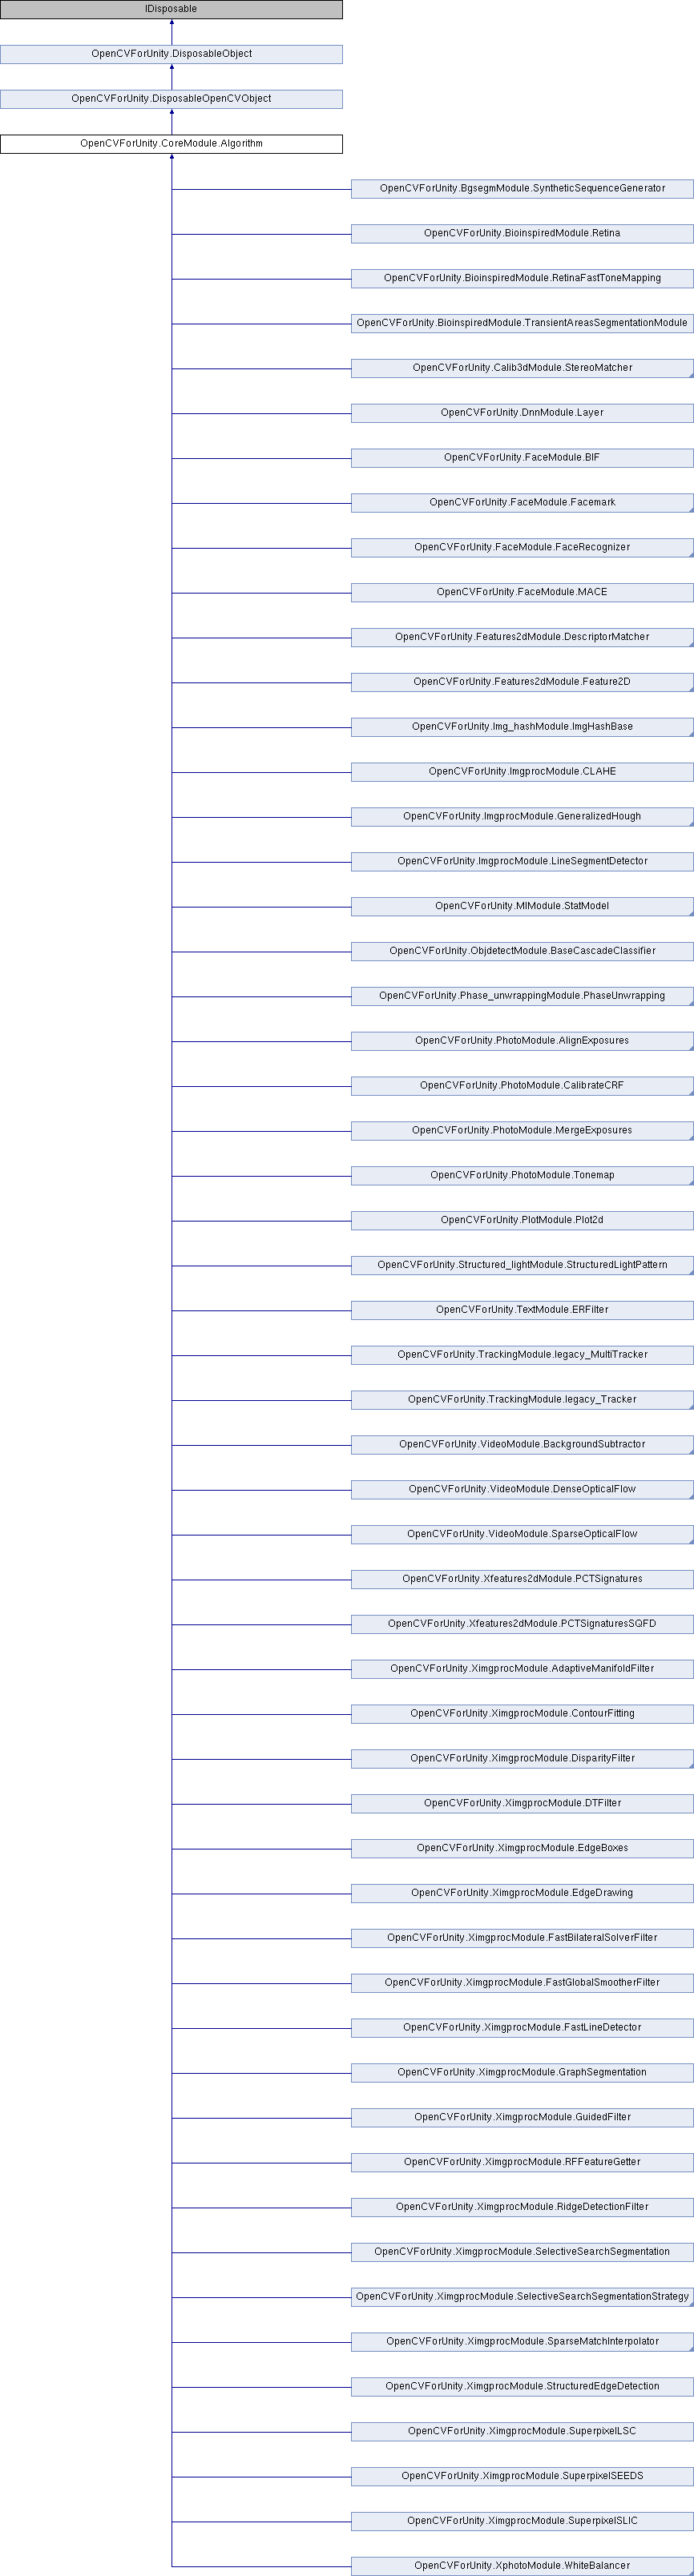 IDisposable
OpenCVForUnity.DisposableObject
OpenCVForUnity.DisposableOpenCVObject
OpenCVForUnity.CoreModule.Algorithm
OpenCVForUnity.BgsegmModule.SyntheticSequenceGenerator
OpenCVForUnity.BioinspiredModule.Retina
OpenCVForUnity.BioinspiredModule.RetinaFastToneMapping
OpenCVForUnity.BioinspiredModule.TransientAreasSegmentationModule
OpenCVForUnity.Calib3dModule.StereoMatcher
OpenCVForUnity.DnnModule.Layer
OpenCVForUnity.FaceModule.BIF
OpenCVForUnity.FaceModule.Facemark
OpenCVForUnity.FaceModule.FaceRecognizer
OpenCVForUnity.FaceModule.MACE
OpenCVForUnity.Features2dModule.DescriptorMatcher
OpenCVForUnity.Features2dModule.Feature2D
OpenCVForUnity.Img_hashModule.ImgHashBase
OpenCVForUnity.ImgprocModule.CLAHE
OpenCVForUnity.ImgprocModule.GeneralizedHough
OpenCVForUnity.ImgprocModule.LineSegmentDetector
OpenCVForUnity.MlModule.StatModel
OpenCVForUnity.ObjdetectModule.BaseCascadeClassifier
OpenCVForUnity.Phase_unwrappingModule.PhaseUnwrapping
OpenCVForUnity.PhotoModule.AlignExposures
OpenCVForUnity.PhotoModule.CalibrateCRF
OpenCVForUnity.PhotoModule.MergeExposures
OpenCVForUnity.PhotoModule.Tonemap
OpenCVForUnity.PlotModule.Plot2d
OpenCVForUnity.Structured_lightModule.StructuredLightPattern
OpenCVForUnity.TextModule.ERFilter
OpenCVForUnity.TrackingModule.legacy_MultiTracker
OpenCVForUnity.TrackingModule.legacy_Tracker
OpenCVForUnity.VideoModule.BackgroundSubtractor
OpenCVForUnity.VideoModule.DenseOpticalFlow
OpenCVForUnity.VideoModule.SparseOpticalFlow
OpenCVForUnity.Xfeatures2dModule.PCTSignatures
OpenCVForUnity.Xfeatures2dModule.PCTSignaturesSQFD
OpenCVForUnity.XimgprocModule.AdaptiveManifoldFilter
OpenCVForUnity.XimgprocModule.ContourFitting
OpenCVForUnity.XimgprocModule.DisparityFilter
OpenCVForUnity.XimgprocModule.DTFilter
OpenCVForUnity.XimgprocModule.EdgeBoxes
OpenCVForUnity.XimgprocModule.EdgeDrawing
OpenCVForUnity.XimgprocModule.FastBilateralSolverFilter
OpenCVForUnity.XimgprocModule.FastGlobalSmootherFilter
OpenCVForUnity.XimgprocModule.FastLineDetector
OpenCVForUnity.XimgprocModule.GraphSegmentation
OpenCVForUnity.XimgprocModule.GuidedFilter
OpenCVForUnity.XimgprocModule.RFFeatureGetter
OpenCVForUnity.XimgprocModule.RidgeDetectionFilter
OpenCVForUnity.XimgprocModule.SelectiveSearchSegmentation
OpenCVForUnity.XimgprocModule.SelectiveSearchSegmentationStrategy
OpenCVForUnity.XimgprocModule.SparseMatchInterpolator
OpenCVForUnity.XimgprocModule.StructuredEdgeDetection
OpenCVForUnity.XimgprocModule.SuperpixelLSC
OpenCVForUnity.XimgprocModule.SuperpixelSEEDS
OpenCVForUnity.XimgprocModule.SuperpixelSLIC
OpenCVForUnity.XphotoModule.WhiteBalancer